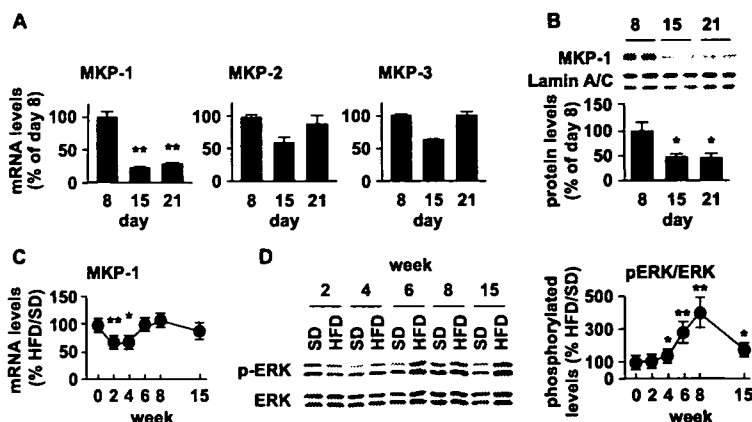 A
MKP-1
MKP-2
MKP-3
mRNA levels
(% of day 8)
100
50
0
** **
8 15 21
day
100
50
0
8 15 21
day
100
50
0
8 15 21
day
B
8 15 21
MKP-1
Lamin A/C
protein levels
(% of day 8)
150
100
50
0
* *
8 15 21
day
C
MKP-1
mRNA levels
(% HFD/SD)
150
100
50
0
** *
0 2 4 6 8 15
week
D
week
2 4 6 8 15
SD HFD SD HFD SD HFD SD HFD SD HFD
p-ERK
ERK
pERK/ERK
phosphorylated
levels (% HFD/SD)
500
300
100
0
* ** ** *
0 2 4 6 8 15
week